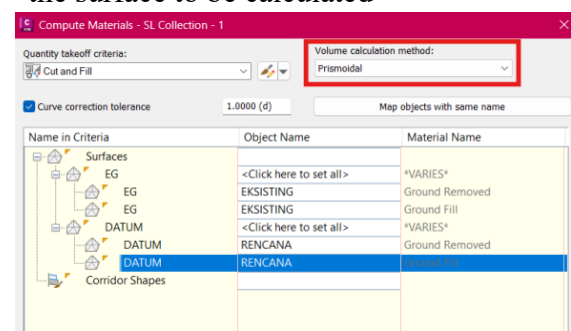 the surface to be calculated
Compute Materials - SL Collection - 1
Quantity takeoff criteria:
Volume calculation method:
Cut and Fill
Prismoidal
Curve correction tolerance 1.0000 (d) Map objects with same name
Name in Criteria Object Name Material Name
Surfaces
EG <Click here to set all> *VARIES*
EG EKSISTING Ground Removed
EG EKSISTING Ground Fill
DATUM <Click here to set all> *VARIES*
DATUM RENCANA Ground Removed
DATUM RENCANA Ground Fill
Corridor Shapes